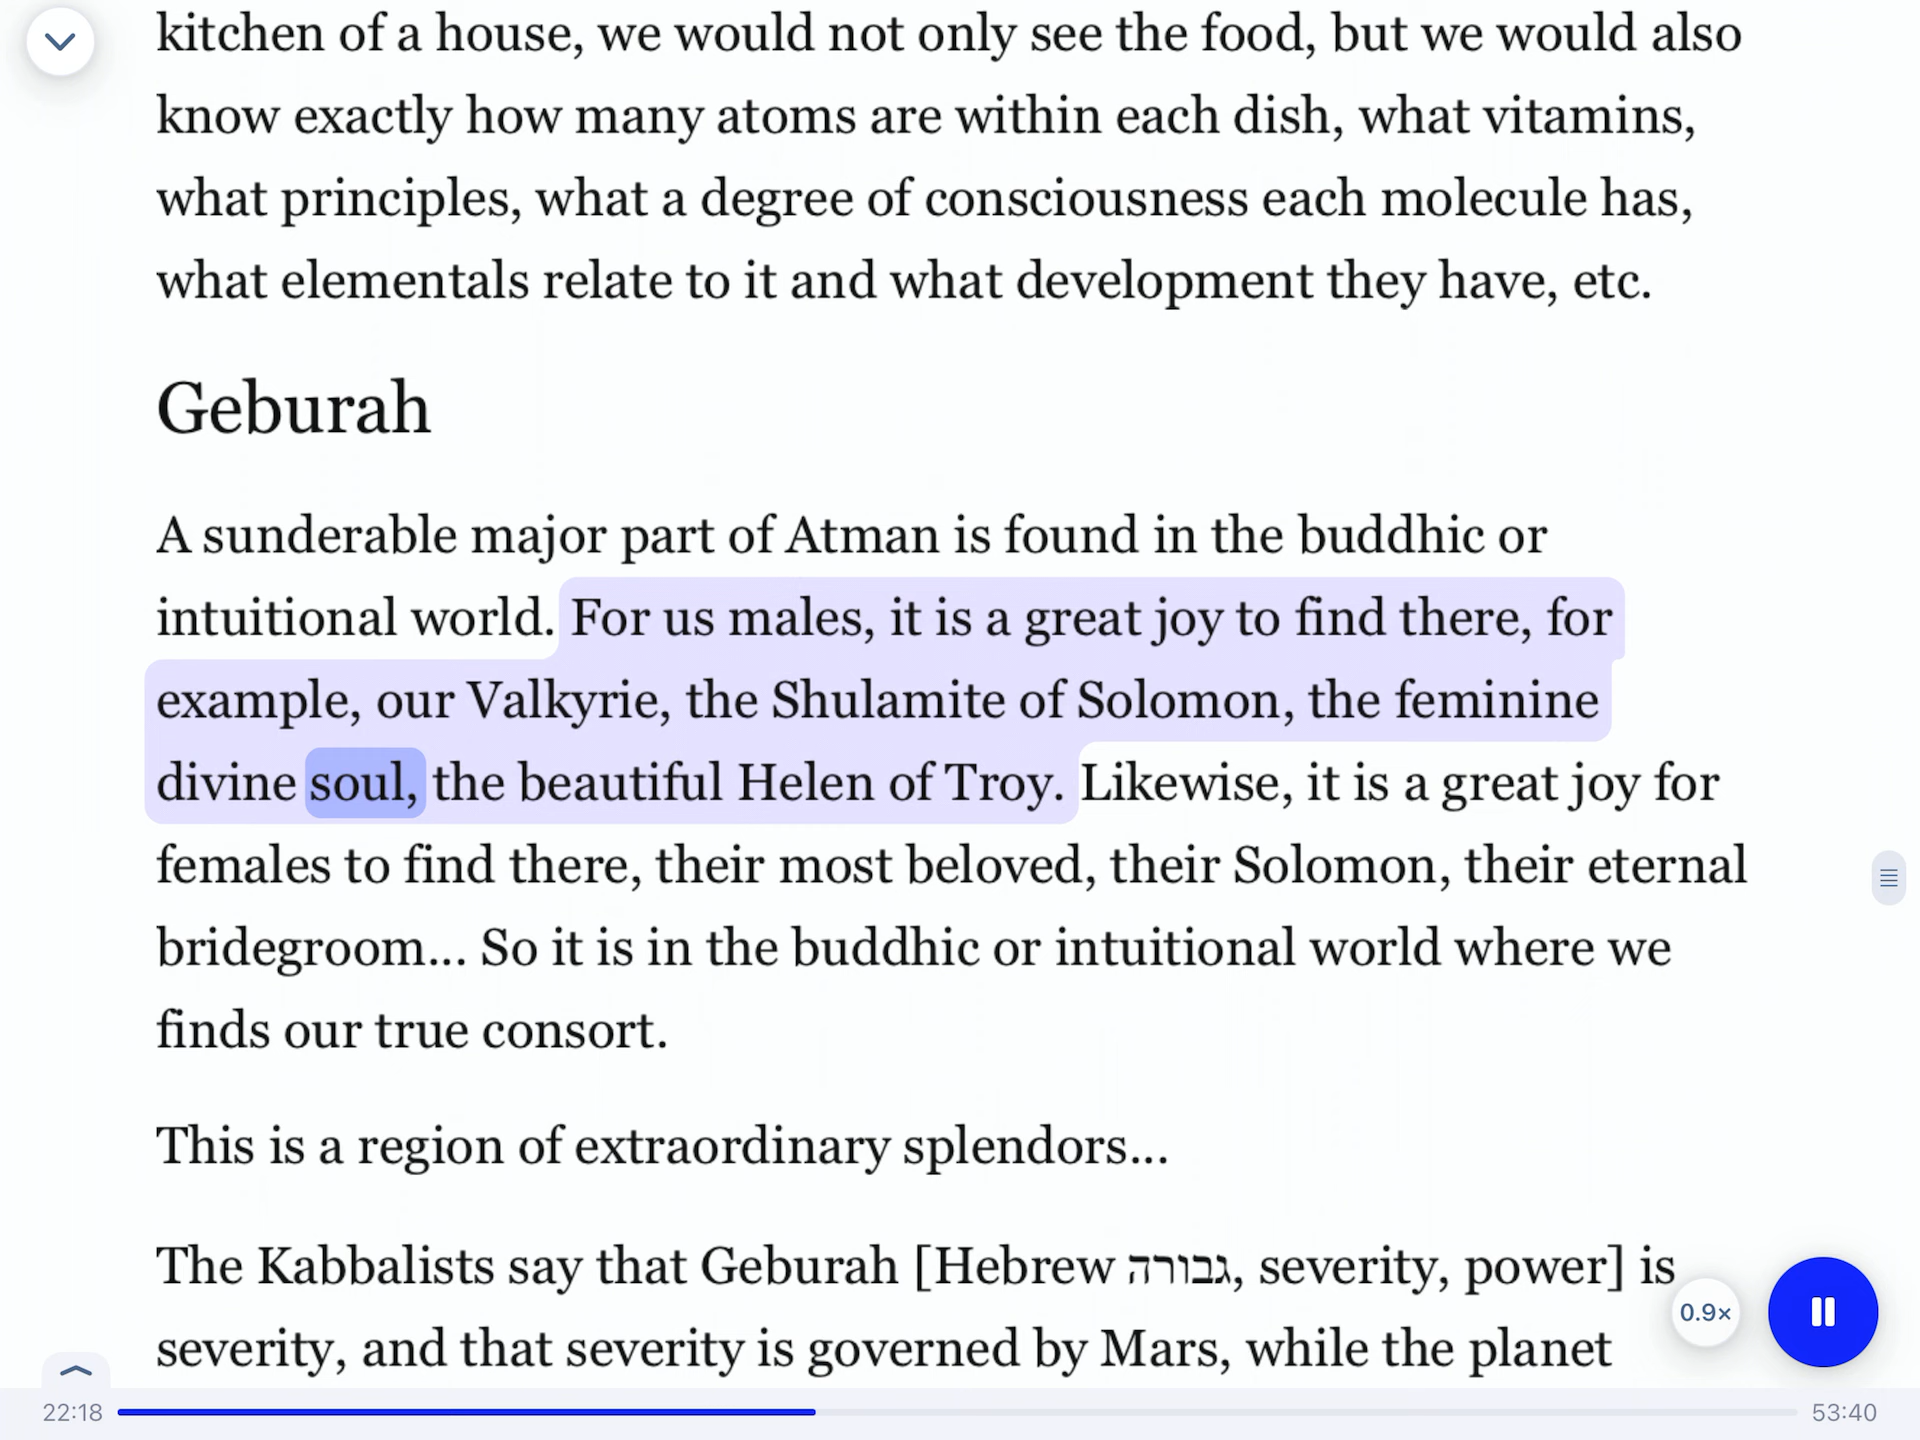 kitchen of a house, we would not only see the food, but we would also
know exactly how many atoms are within each dish, what vitamins,
what principles, what a degree of consciousness each molecule has,
what elementals relate to it and what development they have, etc.
Geburah
A sunderable major part of Atman is found in the buddhic or
intuitional world. For us males, it is a great joy to find there, for
example, our Valkyrie, the Shulamite of Solomon, the feminine
divine soul, the beautiful Helen of Troy. Likewise, it is a great joy for
females to find there, their most beloved, their Solomon, their eternal
bridegroom... So it is in the buddhic or intuitional world where we
finds our true consort.
This is a region of extraordinary splendors...
The Kabbalists say that Geburah [Hebrew גבורה, severity, power] is
severity, and that severity is governed by Mars, while the planet
0.9×
22:18
53:40